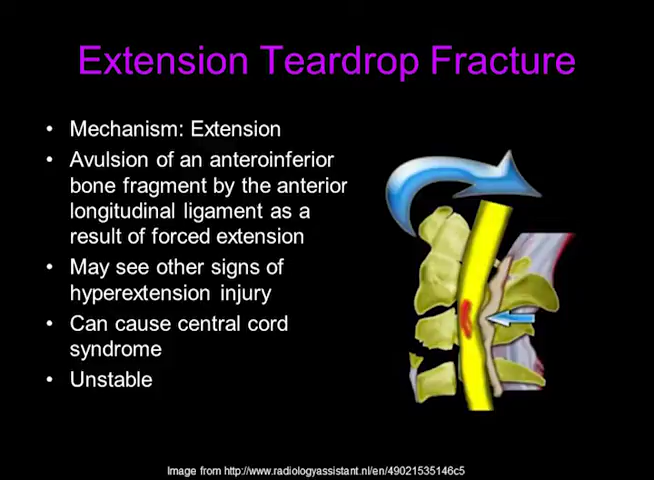 Extension Teardrop Fracture
• Mechanism: Extension
• Avulsion of an anteroinferior
bone fragment by the anterior
longitudinal ligament as a
result of forced extension
• May see other signs of
hyperextension injury
• Can cause central cord
syndrome
• Unstable
Image from http://www.radiologyassistant.nl/en/49021535146c5